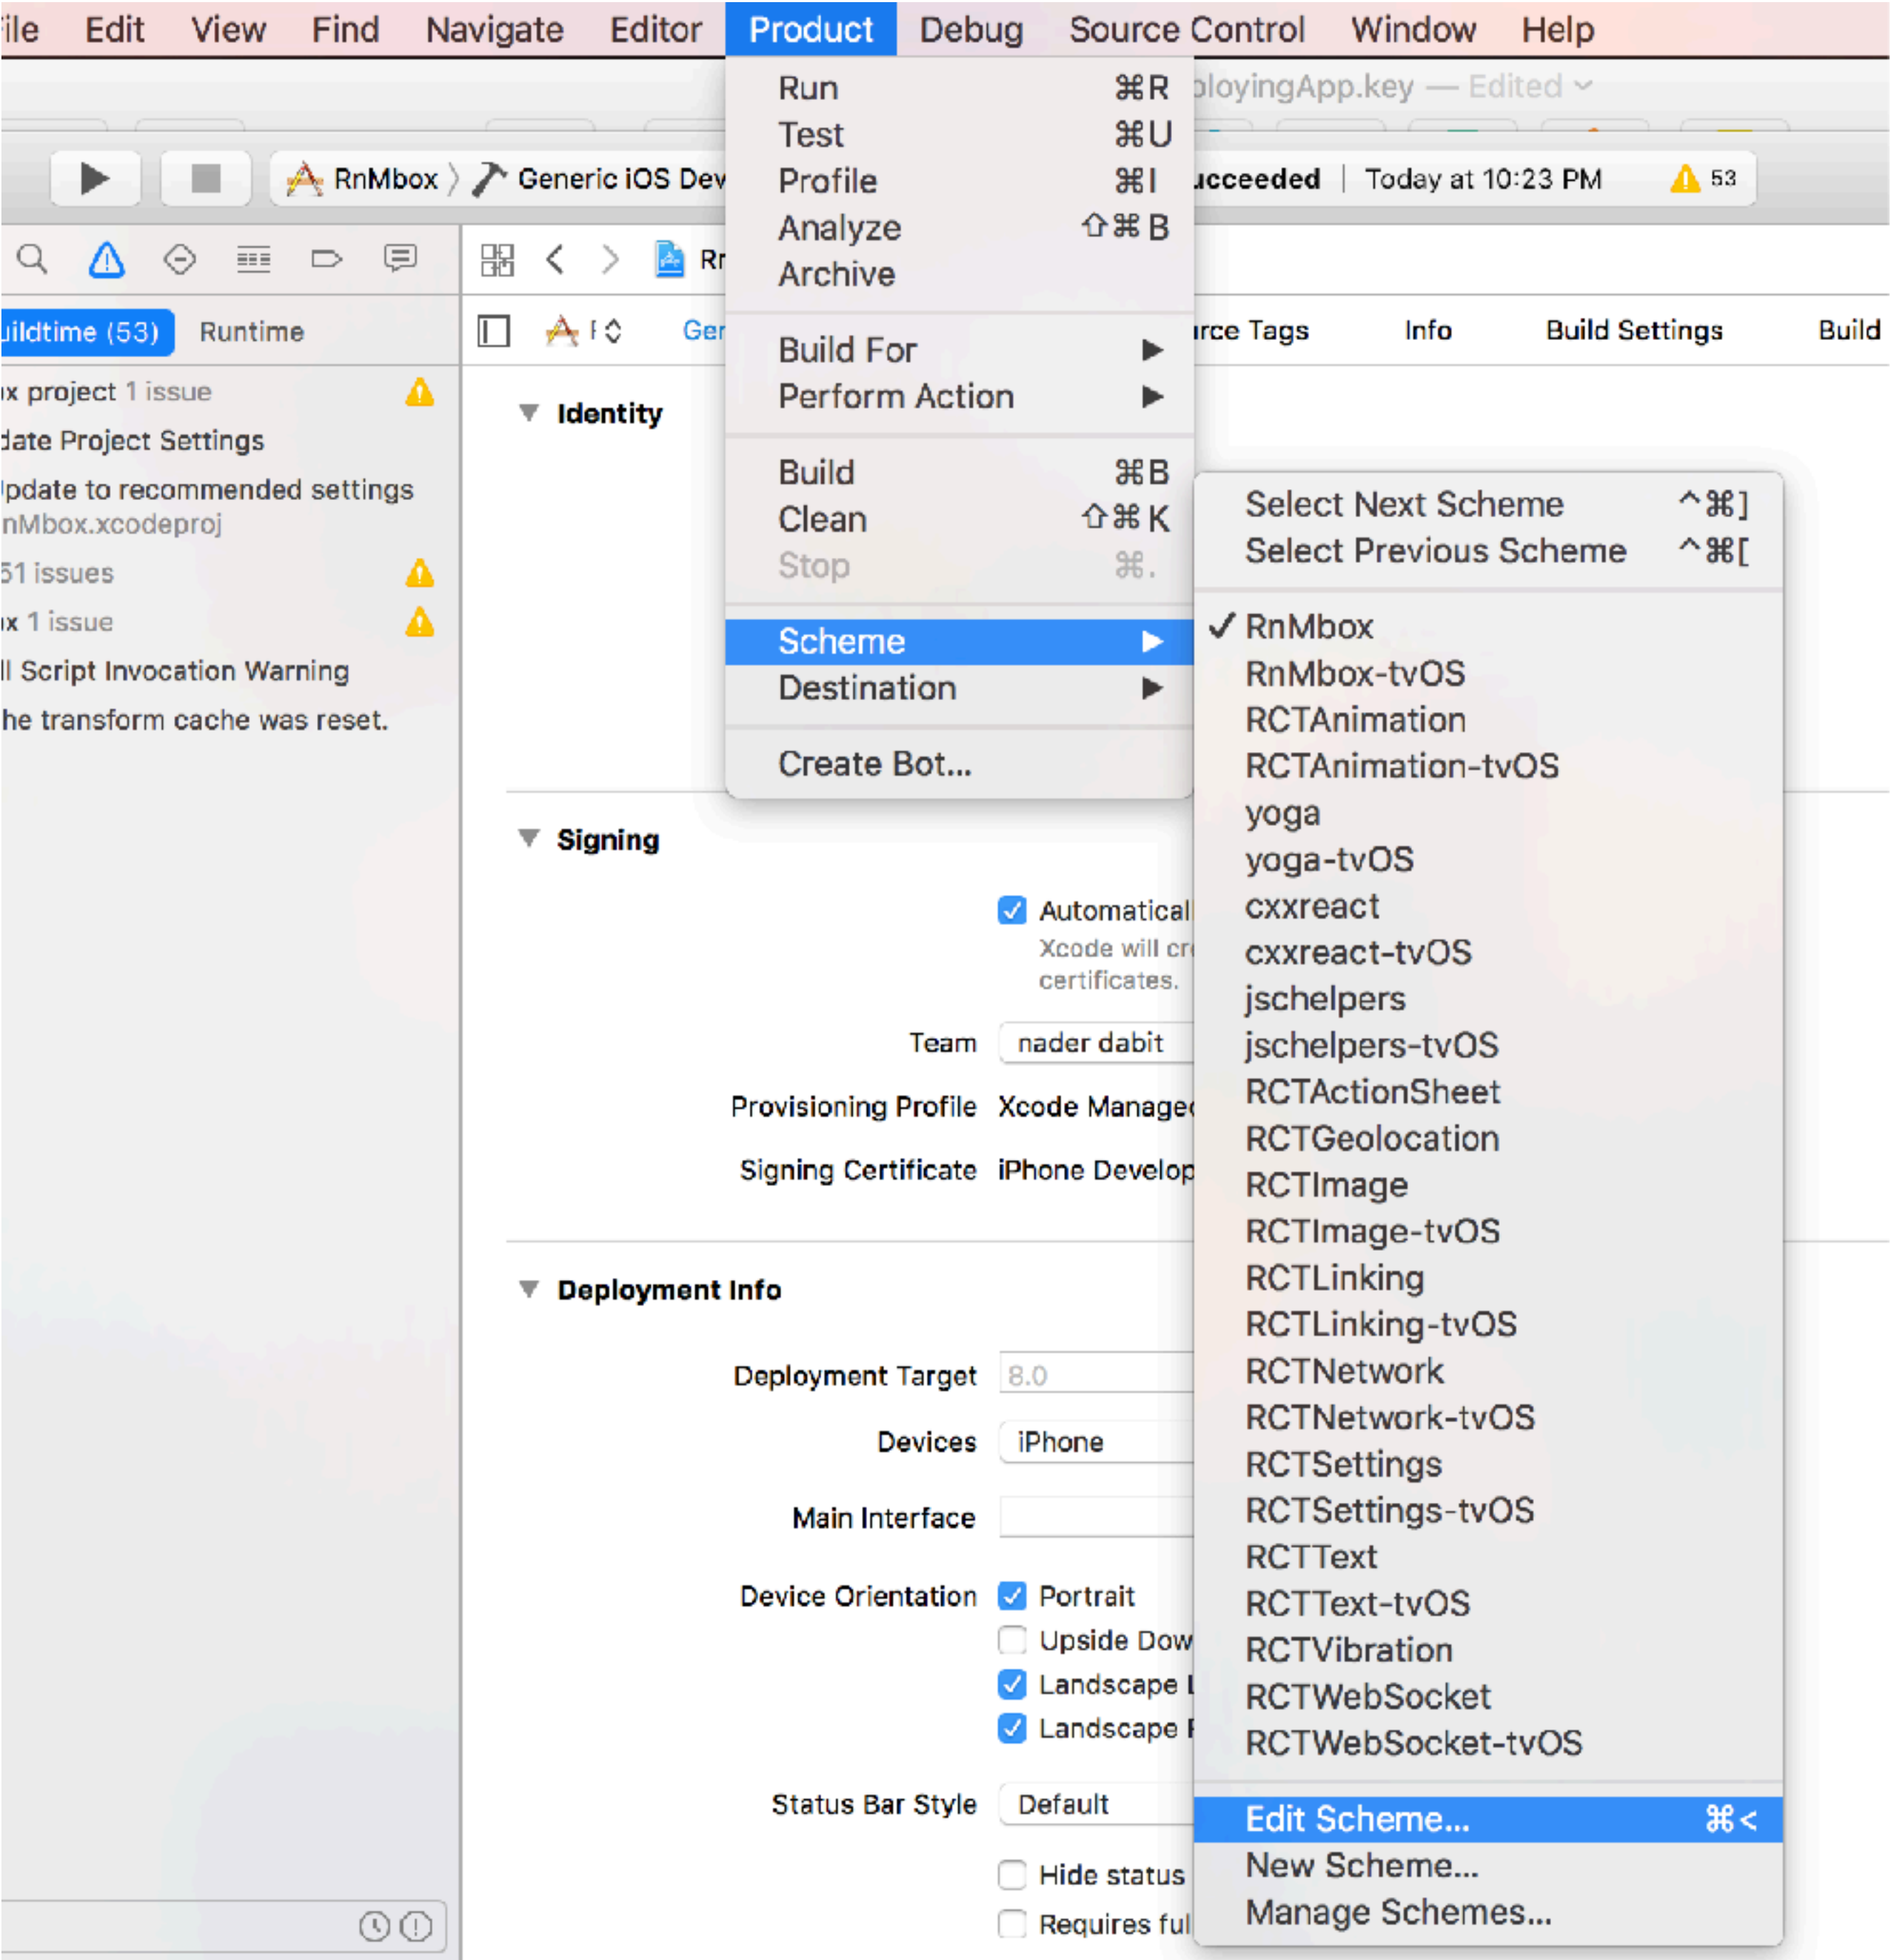 ile Edit View Find Navigate Editor Product Debug Source Control Window Help
ployingApp.key — Edited
RnMbox Generic iOS Dev
ucceeded | Today at 10:23 PM 53
uildtime (53) Runtime
x project 1 issue
date Project Settings
pdate to recommended settings
nMbox.xcodeproj
51 issues
x 1 issue
ll Script Invocation Warning
he transform cache was reset.
Run ⌘R
Test ⌘U
Profile ⌘I
Analyze ⇧⌘B
Archive
Build For ▶
Perform Action ▶
Build ⌘B
Clean ⇧⌘K
Stop ⌘.
Scheme ▶
Destination ▶
Create Bot...
Select Next Scheme ^⌘]
Select Previous Scheme ^⌘[
✓ RnMbox
RnMbox-tvOS
RCTAnimation
RCTAnimation-tvOS
yoga
yoga-tvOS
cxxreact
cxxreact-tvOS
jschelpers
jschelpers-tvOS
RCTActionSheet
RCTGeolocation
RCTImage
RCTImage-tvOS
RCTLinking
RCTLinking-tvOS
RCTNetwork
RCTNetwork-tvOS
RCTSettings
RCTSettings-tvOS
RCTText
RCTText-tvOS
RCTVibration
RCTWebSocket
RCTWebSocket-tvOS
Edit Scheme... ⌘<
New Scheme...
Manage Schemes...
Rn
Gen
urce Tags Info Build Settings Build
Identity
Signing
Automaticall
Xcode will cre
certificates.
Team nader dabit
Provisioning Profile Xcode Managed
Signing Certificate iPhone Develop
Deployment Info
Deployment Target 8.0
Devices iPhone
Main Interface
Device Orientation Portrait
Upside Dow
Landscape L
Landscape R
Status Bar Style Default
Hide status
Requires ful